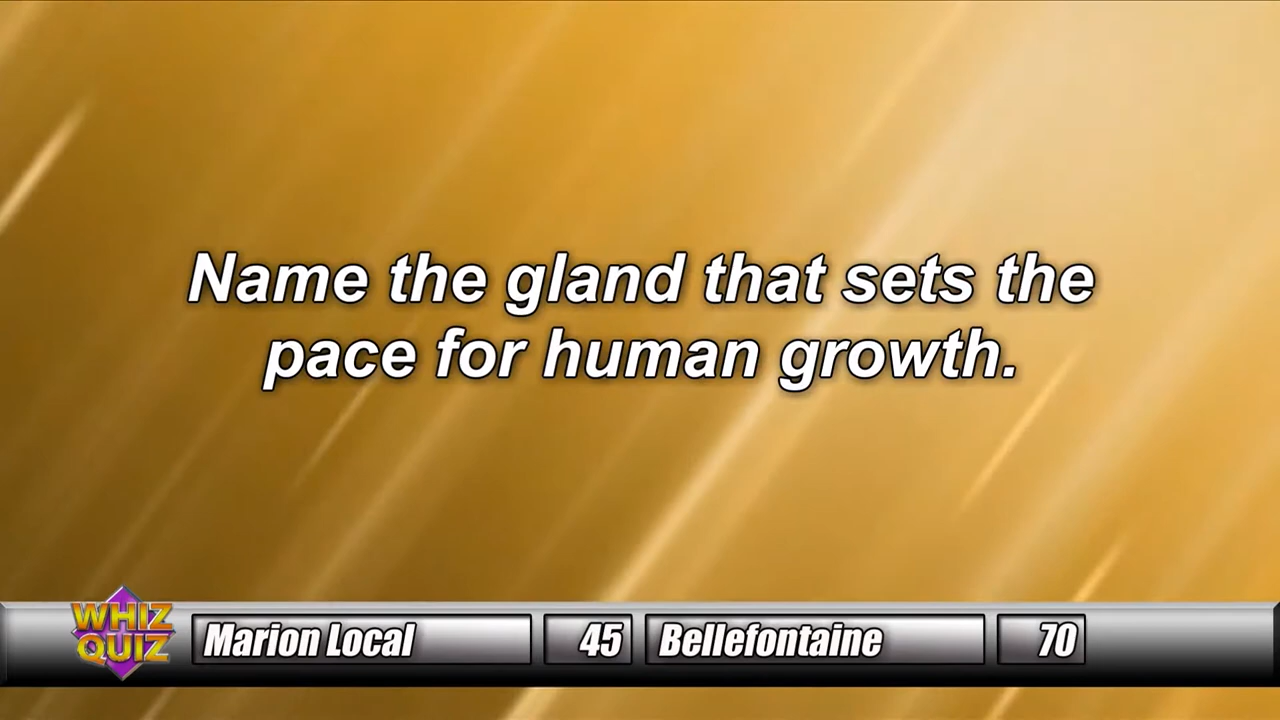 Name the gland that sets the
pace for human growth.
WHIZ
QUIZ
Marion Local 45 Bellefontaine 70